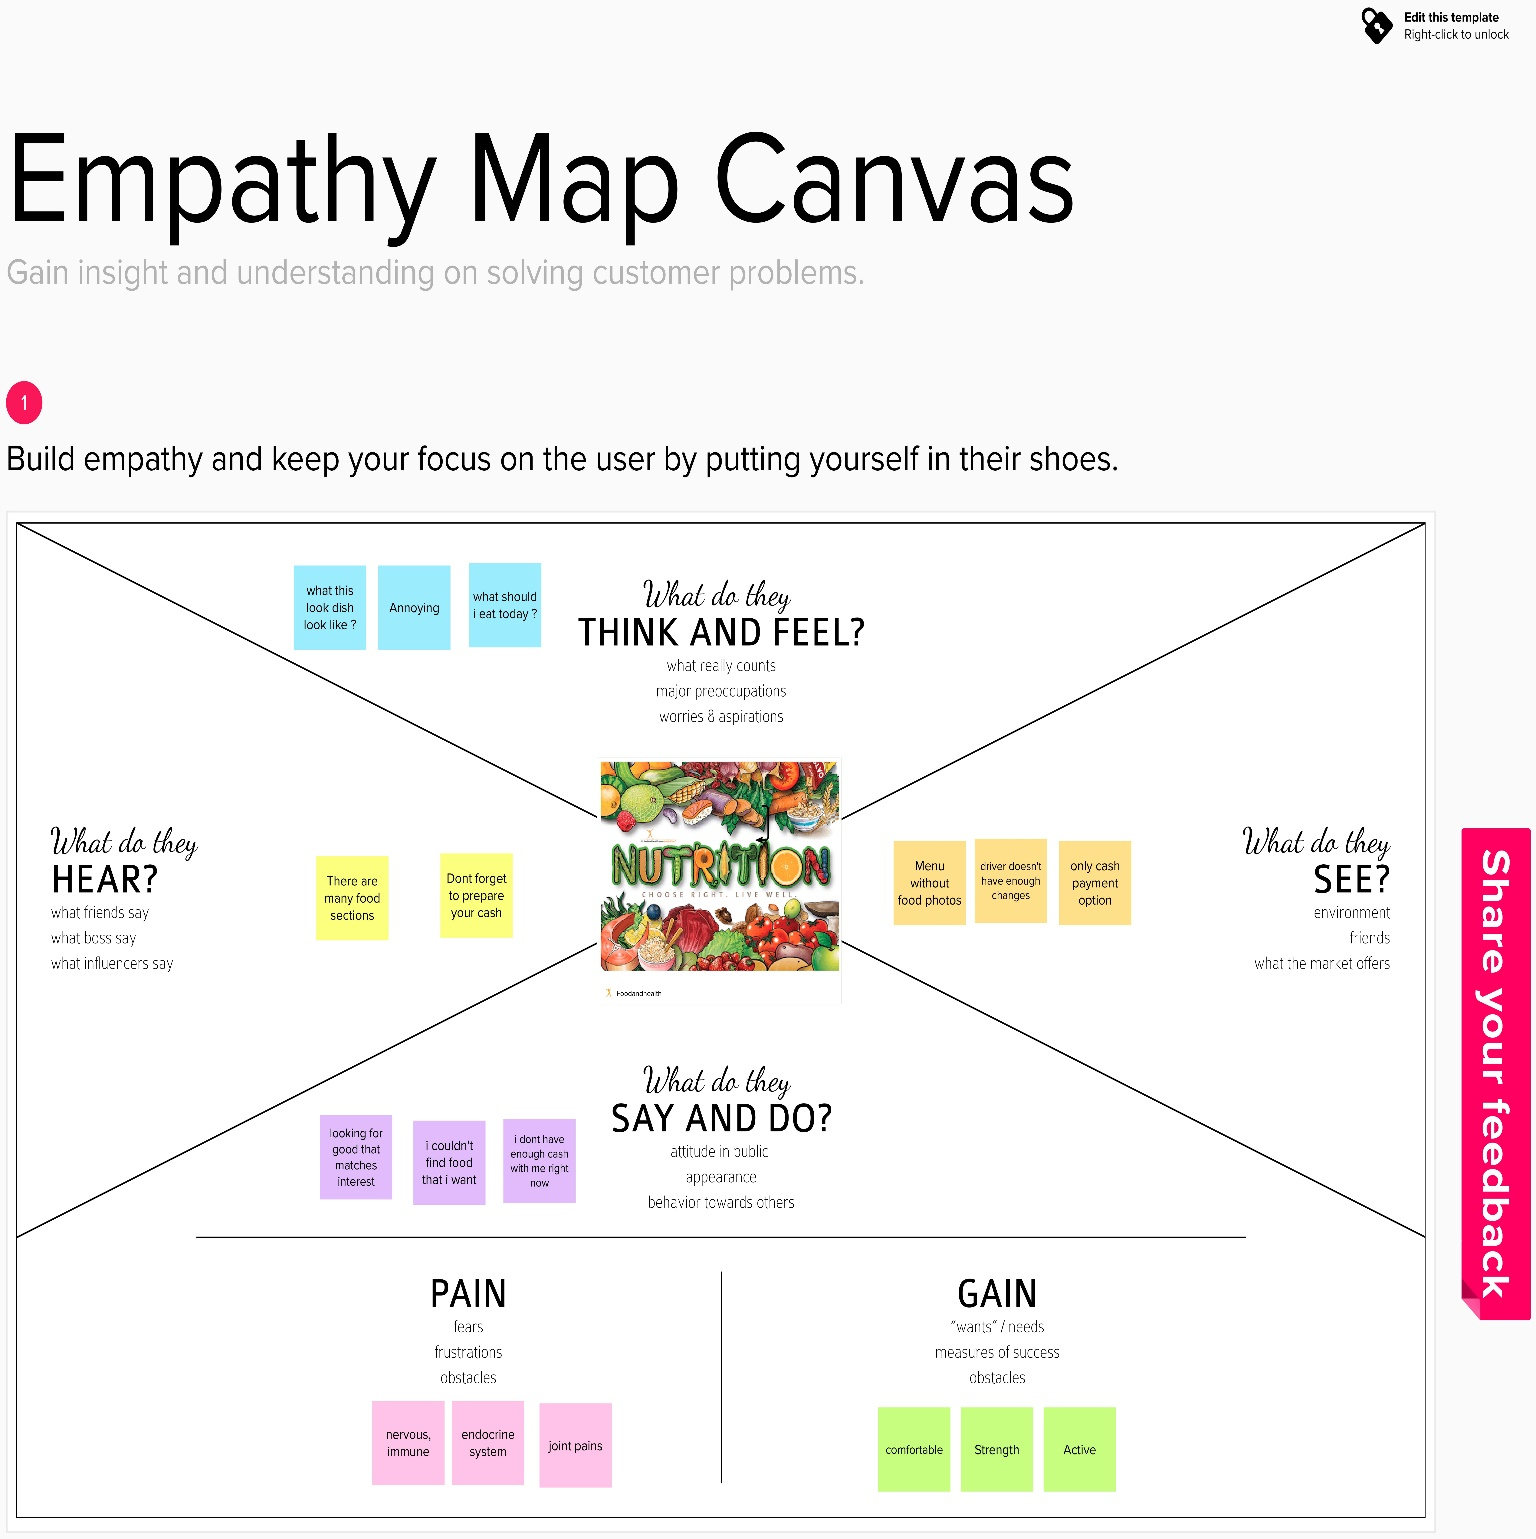 Edit this template
Right-click to unlock
Empathy Map Canvas
Gain insight and understanding on solving customer problems.
1
Build empathy and keep your focus on the user by putting yourself in their shoes.
what this
look dish
look like ?
Annoying
what should
i eat today ?
What do they
THINK AND FEEL?
what really counts
major preoccupations
worries & aspirations
What do they
HEAR?
what friends say
what boss say
what influencers say
There are
many food
sections
Dont forget
to prepare
your cash
NUTRITION
CHOOSE RIGHT. LIVE WELL.
Foodandhealth
Menu
without
food photos
driver doesn't
have enough
changes
only cash
payment
option
What do they
SEE?
environment
friends
what the market offers
Share your feedback
What do they
SAY AND DO?
attitude in public
appearance
behavior towards others
looking for
good that
matches
interest
i couldn't
find food
that i want
i dont have
enough cash
with me right
now
PAIN
fears
frustrations
obstacles
nervous,
immune
endocrine
system
joint pains
GAIN
"wants" / needs
measures of success
obstacles
comfortable
Strength
Active